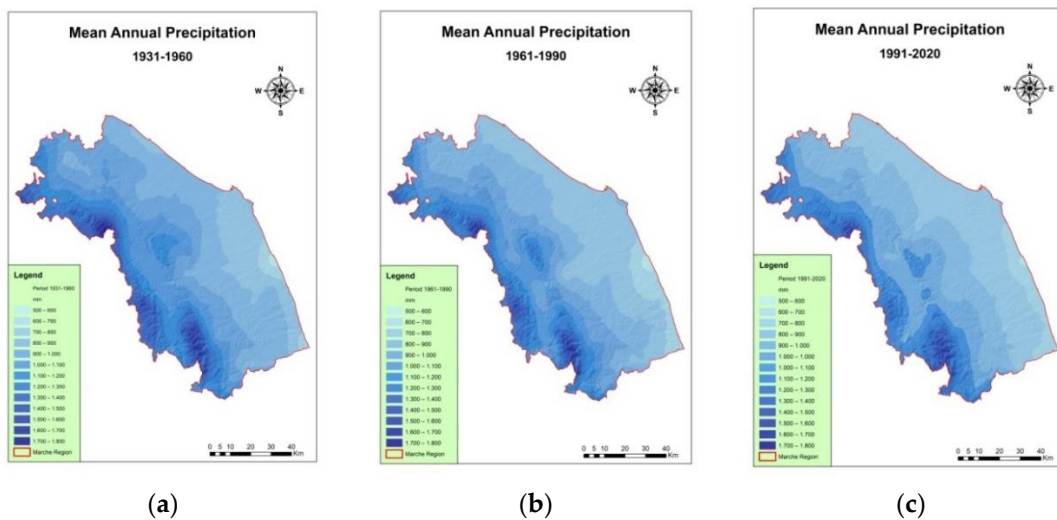 Mean Annual Precipitation
1931-1960
N
W E
S
Legend
Period 1931-1960
mm
500 – 600
600 – 700
700 – 800
800 – 900
900 – 1.000
1.000 – 1.100
1.100 – 1.200
1.200 – 1.300
1.300 – 1.400
1.400 – 1.500
1.500 – 1.600
1.600 – 1.700
1.700 – 1.800
Marche Region
0 5 10 20 30 40
Km
(a)
Mean Annual Precipitation
1961-1990
N
W E
S
Legend
Period 1961-1990
mm
500 – 600
600 – 700
700 – 800
800 – 900
900 – 1.000
1.000 – 1.100
1.100 – 1.200
1.200 – 1.300
1.300 – 1.400
1.400 – 1.500
1.500 – 1.600
1.600 – 1.700
1.700 – 1.800
Marche Region
0 5 10 20 30 40
Km
(b)
Mean Annual Precipitation
1991-2020
N
W E
S
Legend
Period 1991-2020
mm
500 – 600
600 – 700
700 – 800
800 – 900
900 – 1.000
1.000 – 1.100
1.100 – 1.200
1.200 – 1.300
1.300 – 1.400
1.400 – 1.500
1.500 – 1.600
1.600 – 1.700
1.700 – 1.800
Marche Region
0 5 10 20 30 40
Km
(c)